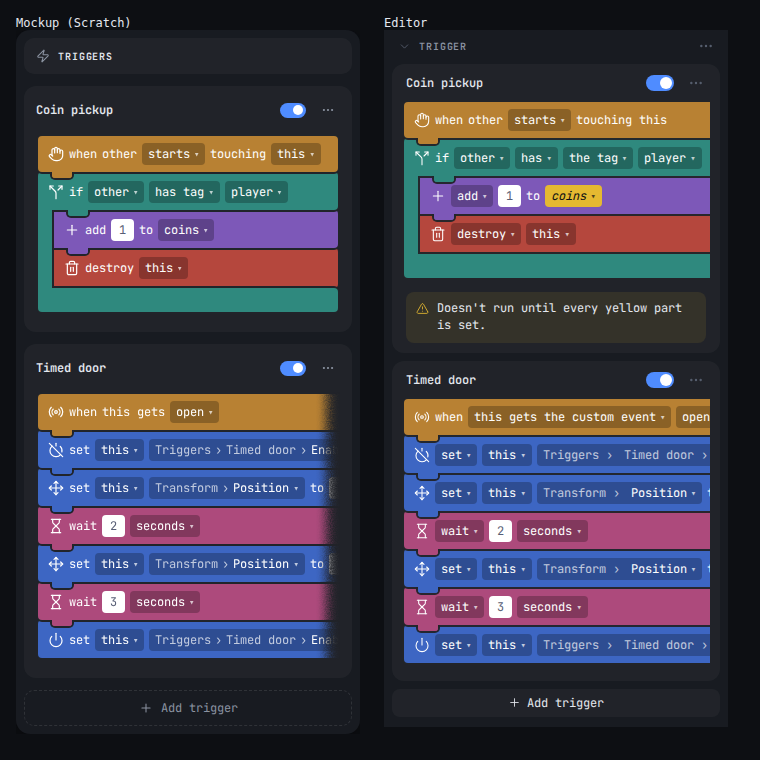 Mockup (Scratch)
TRIGGERS
Coin pickup
when other starts touching this
if other has tag player
add 1 to coins
destroy this
Timed door
when this gets open
set this Triggers › Timed door ›
set this Transform › Position to
wait 2 seconds
set this Transform › Position to
wait 3 seconds
set this Triggers › Timed door ›
+ Add trigger
Editor
TRIGGER
Coin pickup
when other starts touching this
if other has the tag player
add 1 to coins
destroy this
Doesn't run until every yellow part
is set.
Timed door
when this gets the custom event open
set this Triggers › Timed door ›
set this Transform › Position
wait 2 seconds
set this Transform › Position
wait 3 seconds
set this Triggers › Timed door ›
+ Add trigger